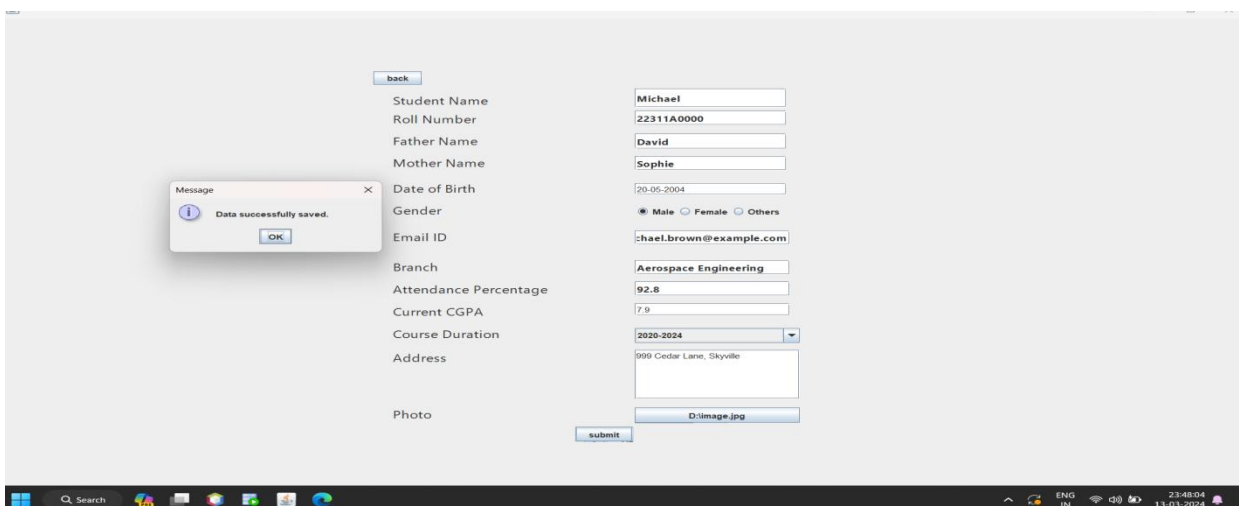 back
Student Name Michael
Roll Number 22311A0000
Father Name David
Mother Name Sophie
Message
Data successfully saved.
OK
Date of Birth 20-05-2004
Gender Male Female Others
Email ID chael.brown@example.com
Branch Aerospace Engineering
Attendance Percentage 92.8
Current CGPA 7.9
Course Duration 2020-2024
Address 999 Cedar Lane, Skyville
Photo D:\image.jpg
submit
Search
ENG
IN
23:48:04
13-03-2024